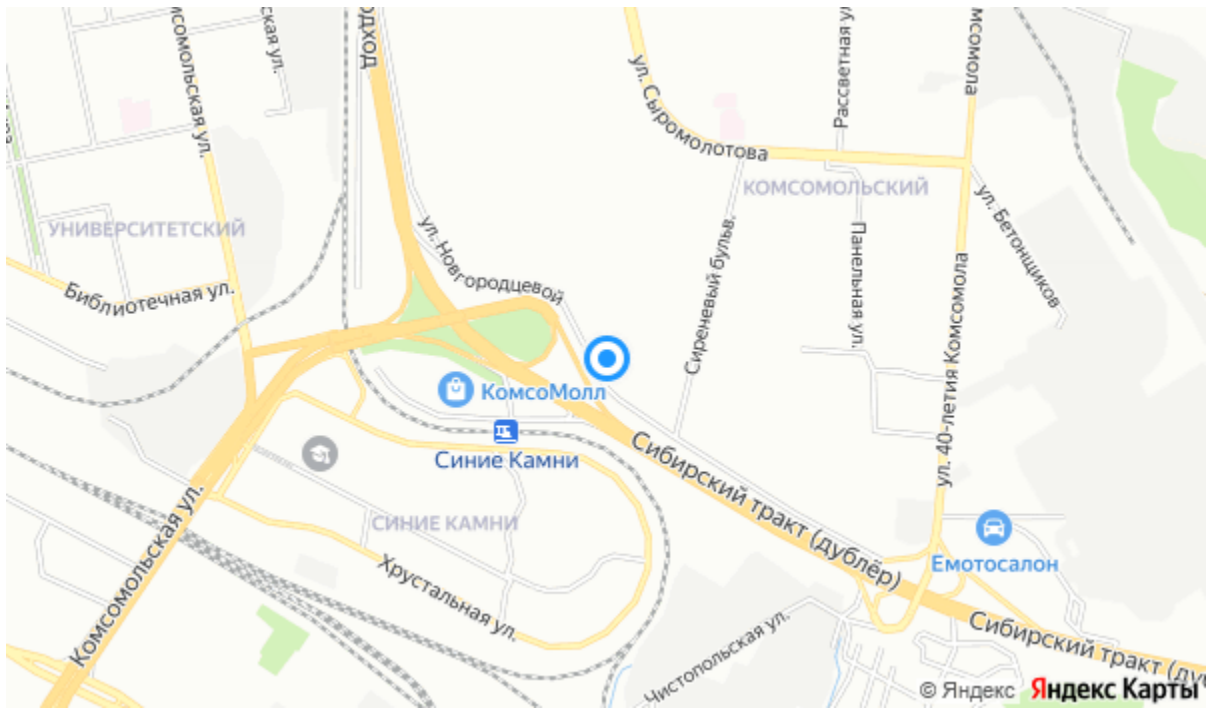 ская ул.
мсомольская ул.
одход
ул. Сыромолотова
Рассветная ул
мсомола
КОМСОМОЛЬСКИЙ
УНИВЕРСИТЕТСКИЙ
ул. Новгородцевой
Сиреневый бульв.
Панельная ул.
ул. Бетонщиков
Библиотечная ул.
ул. 40-летия Комсомола
КомсоМолл
Синие Камни
Сибирский тракт (дублёр)
Комсомольская ул.
СИНИЕ КАМНИ
Емотосалон
Хрустальная ул.
Чистопольская ул.
Сибирский тракт (дуб
© Яндекс Яндекс Карты